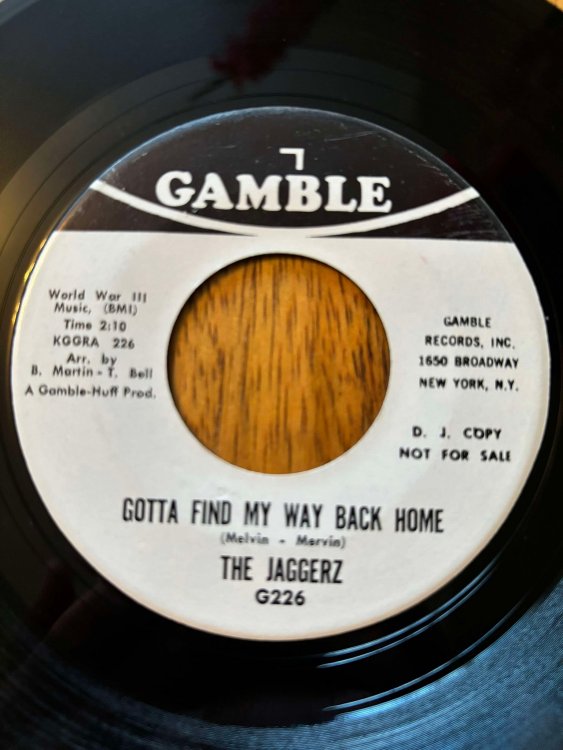 GAMBLE
World War III
Music, (BMI)
Time 2:10
KGGRA 226
Arr. by
B. Martin - T. Bell
A Gamble-Huff Prod.
GAMBLE
RECORDS, INC.
1650 BROADWAY
NEW YORK, N.Y.
D. J. COPY
NOT FOR SALE
GOTTA FIND MY WAY BACK HOME
(Melvin - Mervin)
THE JAGGERZ
G226